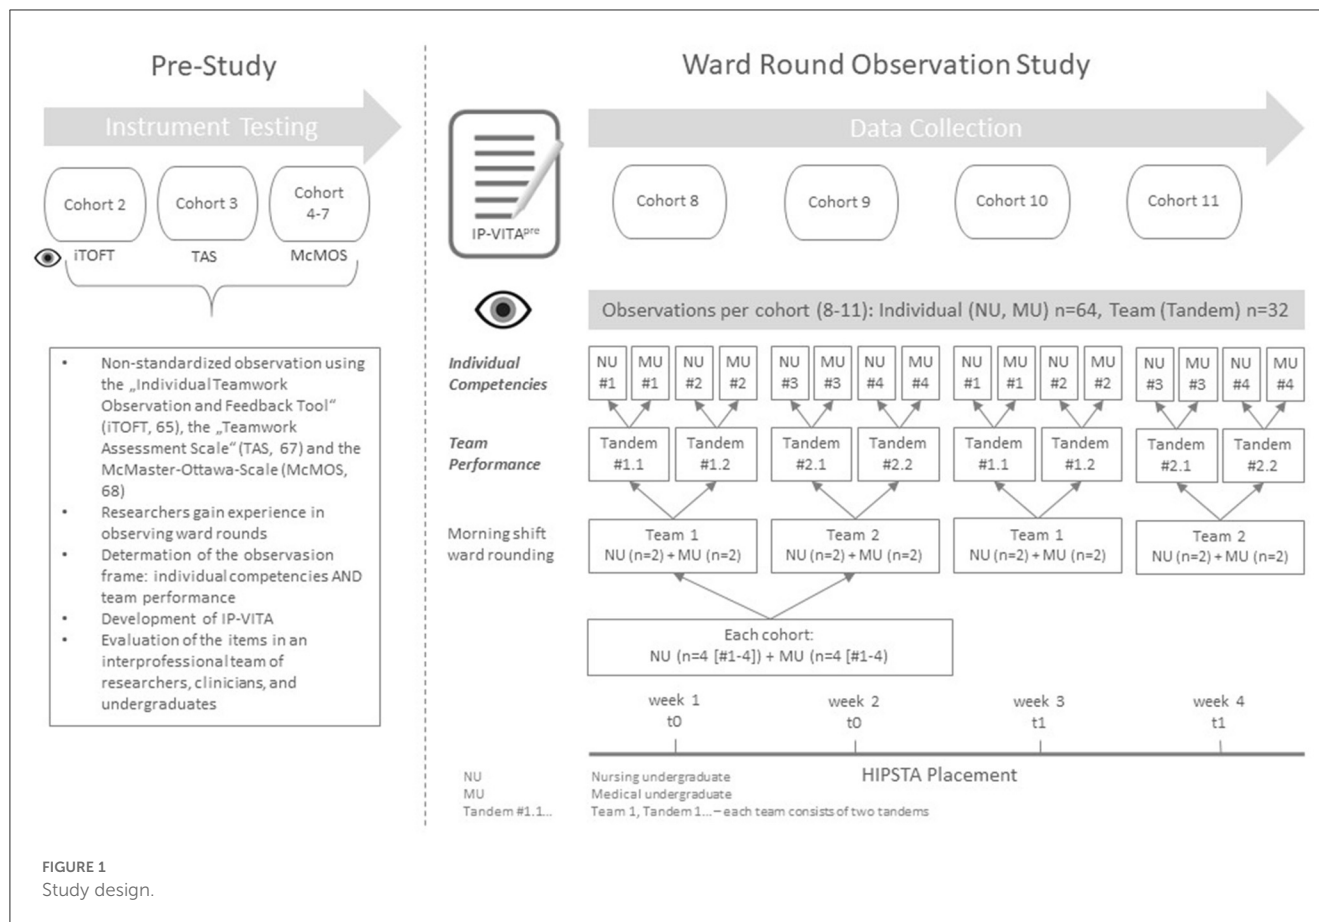 Pre-Study
Instrument Testing
Cohort 2
Cohort 3
Cohort
4-7
iTOFT
TAS
McMOS
• Non-standardized observation using
the „Individual Teamwork
Observation and Feedback Tool“
(iTOFT, 65), the „Teamwork
Assessment Scale“ (TAS, 67) and the
McMaster-Ottawa-Scale (McMOS,
68)
• Researchers gain experience in
observing ward rounds
• Determation of the observasion
frame: individual competencies AND
team performance
• Development of IP-VITA
• Evaluation of the items in an
interprofessional team of
researchers, clinicians, and
undergraduates
Ward Round Observation Study
IP-VITApre
Data Collection
Cohort 8
Cohort 9
Cohort 10
Cohort 11
Observations per cohort (8-11): Individual (NU, MU) n=64, Team (Tandem) n=32
Individual
Competencies
NU MU NU MU NU MU NU MU NU MU NU MU NU MU NU MU
#1 #1 #2 #2 #3 #3 #4 #4 #1 #1 #2 #2 #3 #3 #4 #4
Team
Performance
Tandem Tandem Tandem Tandem Tandem Tandem Tandem Tandem
#1.1 #1.2 #2.1 #2.2 #1.1 #1.2 #2.1 #2.2
Morning shift
ward rounding
Team 1 Team 2 Team 1 Team 2
NU (n=2) + MU (n=2) NU (n=2) + MU (n=2) NU (n=2) + MU (n=2) NU (n=2) + MU (n=2)
Each cohort:
NU (n=4 [#1-4]) + MU (n=4 [#1-4)
week 1 week 2 week 3 week 4
t0 t0 t1 t1
HIPSTA Placement
NU Nursing undergraduate
MU Medical undergraduate
Tandem #1.1... Team 1, Tandem 1... – each team consists of two tandems
FIGURE 1
Study design.